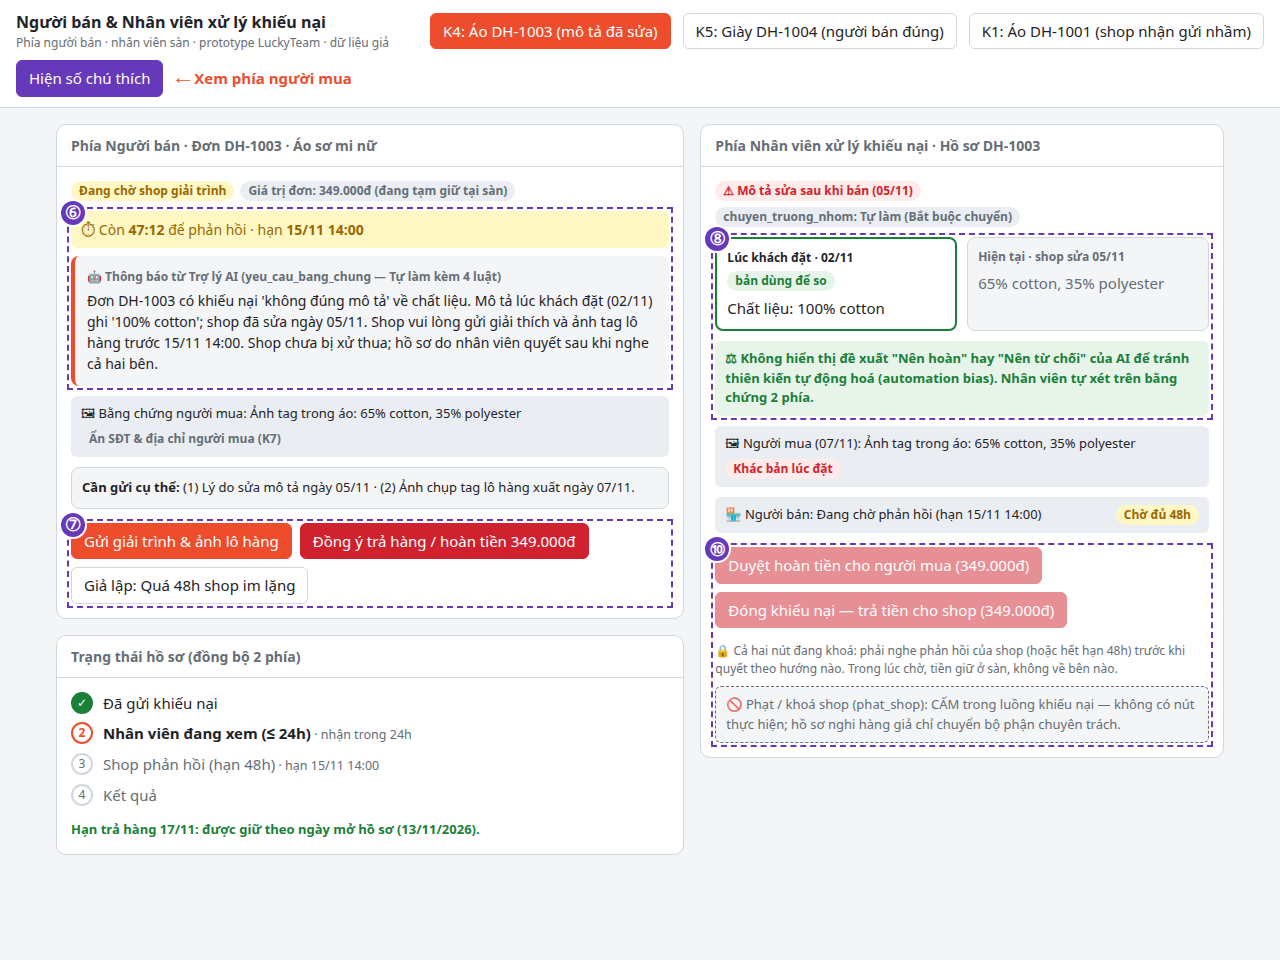 Người bán & Nhân viên xử lý khiếu nại
Phía người bán · nhân viên sàn · prototype LuckyTeam · dữ liệu giả
K4: Áo DH-1003 (mô tả đã sửa)
K5: Giày DH-1004 (người bán đúng)
K1: Áo DH-1001 (shop nhận gửi nhầm)
Hiện số chú thích
← Xem phía người mua
Phía Người bán · Đơn DH-1003 · Áo sơ mi nữ
Đang chờ shop giải trình
Giá trị đơn: 349.000đ (đang tạm giữ tại sàn)
⑥
⏱ Còn 47:12 để phản hồi · hạn 15/11 14:00
🤖 Thông báo từ Trợ lý AI (yeu_cau_bang_chung — Tự làm kèm 4 luật)
Đơn DH-1003 có khiếu nại 'không đúng mô tả' về chất liệu. Mô tả lúc khách đặt (02/11)
ghi '100% cotton'; shop đã sửa ngày 05/11. Shop vui lòng gửi giải thích và ảnh tag lô
hàng trước 15/11 14:00. Shop chưa bị xử thua; hồ sơ do nhân viên quyết sau khi nghe
cả hai bên.
🖼 Bằng chứng người mua: Ảnh tag trong áo: 65% cotton, 35% polyester
Ẩn SĐT & địa chỉ người mua (K7)
Cần gửi cụ thể: (1) Lý do sửa mô tả ngày 05/11 · (2) Ảnh chụp tag lô hàng xuất ngày 07/11.
⑦
Gửi giải trình & ảnh lô hàng
Đồng ý trả hàng / hoàn tiền 349.000đ
Giả lập: Quá 48h shop im lặng
Trạng thái hồ sơ (đồng bộ 2 phía)
✓ Đã gửi khiếu nại
2 Nhân viên đang xem (≤ 24h) · nhận trong 24h
3 Shop phản hồi (hạn 48h) · hạn 15/11 14:00
4 Kết quả
Hạn trả hàng 17/11: được giữ theo ngày mở hồ sơ (13/11/2026).
Phía Nhân viên xử lý khiếu nại · Hồ sơ DH-1003
⚠ Mô tả sửa sau khi bán (05/11)
chuyen_truong_nhom: Tự làm (Bắt buộc chuyển)
⑧
Lúc khách đặt · 02/11
bản dùng để so
Chất liệu: 100% cotton
Hiện tại · shop sửa 05/11
65% cotton, 35% polyester
⚖ Không hiển thị đề xuất "Nên hoàn" hay "Nên từ chối" của AI để tránh
thiên kiến tự động hoá (automation bias). Nhân viên tự xét trên bằng
chứng 2 phía.
🖼 Người mua (07/11): Ảnh tag trong áo: 65% cotton, 35% polyester
Khác bản lúc đặt
🏪 Người bán: Đang chờ phản hồi (hạn 15/11 14:00)
Chờ đủ 48h
⑩
Duyệt hoàn tiền cho người mua (349.000đ)
Đóng khiếu nại — trả tiền cho shop (349.000đ)
🔒 Cả hai nút đang khoá: phải nghe phản hồi của shop (hoặc hết hạn 48h) trước khi
quyết theo hướng nào. Trong lúc chờ, tiền giữ ở sàn, không về bên nào.
🚫 Phạt / khoá shop (phat_shop): CẤM trong luồng khiếu nại — không có nút
thực hiện; hồ sơ nghi hàng giả chỉ chuyển bộ phận chuyên trách.